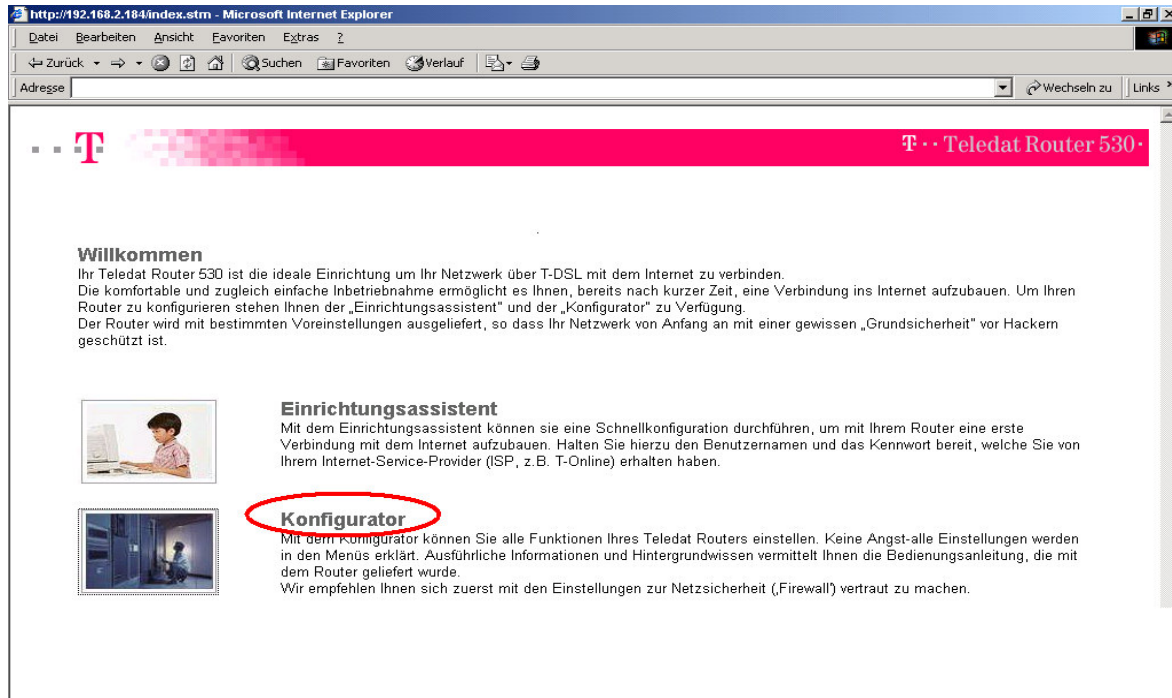 http://192.168.2.184/index.stm - Microsoft Internet Explorer
Datei Bearbeiten Ansicht Favoriten Extras ?
Zurück Suchen Favoriten Verlauf
Adresse Wechseln zu Links
T T · · Teledat Router 530 ·
Willkommen
Ihr Teledat Router 530 ist die ideale Einrichtung um Ihr Netzwerk über T-DSL mit dem Internet zu verbinden.
Die komfortable und zugleich einfache Inbetriebnahme ermöglicht es Ihnen, bereits nach kurzer Zeit, eine Verbindung ins Internet aufzubauen. Um Ihren
Router zu konfigurieren stehen Ihnen der „Einrichtungsassistent" und der „Konfigurator" zu Verfügung.
Der Router wird mit bestimmten Voreinstellungen ausgeliefert, so dass Ihr Netzwerk von Anfang an mit einer gewissen „Grundsicherheit" vor Hackern
geschützt ist.
Einrichtungsassistent
Mit dem Einrichtungsassistent können sie eine Schnellkonfiguration durchführen, um mit Ihrem Router eine erste
Verbindung mit dem Internet aufzubauen. Halten Sie hierzu den Benutzernamen und das Kennwort bereit, welche Sie von
Ihrem Internet-Service-Provider (ISP, z.B. T-Online) erhalten haben.
Konfigurator
Mit dem Konfigurator können Sie alle Funktionen Ihres Teledat Routers einstellen. Keine Angst-alle Einstellungen werden
in den Menüs erklärt. Ausführliche Informationen und Hintergrundwissen vermittelt Ihnen die Bedienungsanleitung, die mit
dem Router geliefert wurde.
Wir empfehlen Ihnen sich zuerst mit den Einstellungen zur Netzsicherheit (‚Firewall') vertraut zu machen.